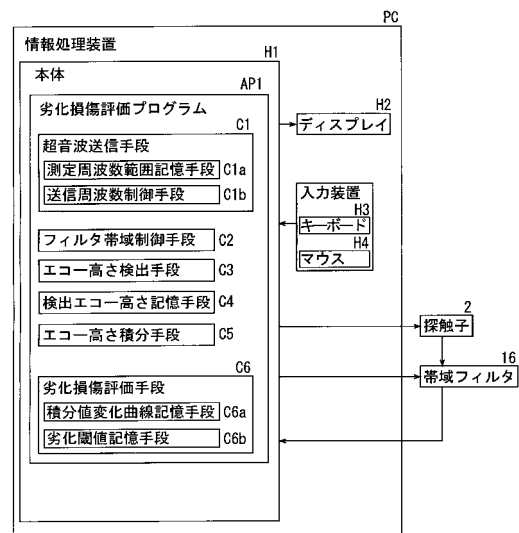 PC
情報処理装置
H1
本体
AP1
劣化損傷評価プログラム
C1
超音波送信手段
測定周波数範囲記憶手段 C1a
送信周波数制御手段 C1b
フィルタ帯域制御手段 C2
エコー高さ検出手段 C3
検出エコー高さ記憶手段 C4
エコー高さ積分手段 C5
C6
劣化損傷評価手段
積分値変化曲線記憶手段 C6a
劣化閾値記憶手段 C6b
H2
ディスプレイ
入力装置
H3
キーボード
H4
マウス
2
探触子
16
帯域フィルタ